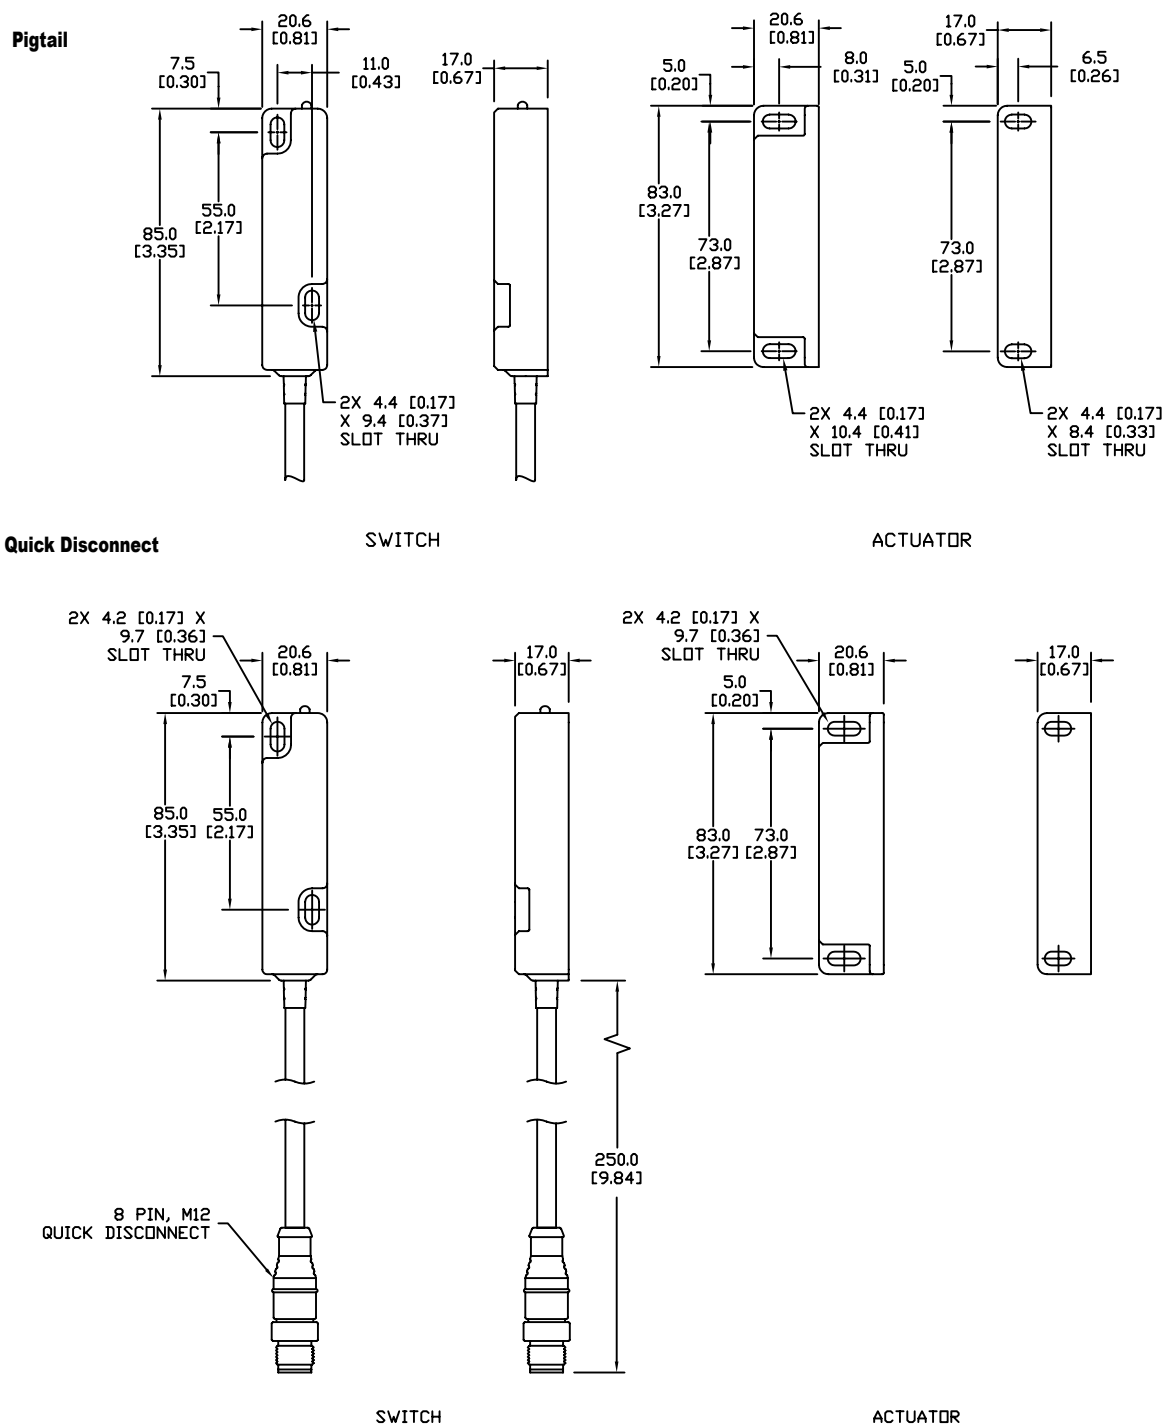 Pigtail
20.6
[0.81]
7.5
[0.30]
11.0
[0.43]
17.0
[0.67]
85.0
[3.35]
55.0
[2.17]
2X 4.4 [0.17]
X 9.4 [0.37]
SLOT THRU
20.6
[0.81]
5.0
[0.20]
8.0
[0.31]
83.0
[3.27]
73.0
[2.87]
2X 4.4 [0.17]
X 10.4 [0.41]
SLOT THRU
17.0
[0.67]
5.0
[0.20]
6.5
[0.26]
73.0
[2.87]
2X 4.4 [0.17]
X 8.4 [0.33]
SLOT THRU
SWITCH
ACTUATOR
Quick Disconnect
2X 4.2 [0.17] X
9.7 [0.36]
SLOT THRU
20.6
[0.81]
7.5
[0.30]
85.0
[3.35]
55.0
[2.17]
17.0
[0.67]
250.0
[9.84]
8 PIN, M12
QUICK DISCONNECT
2X 4.2 [0.17] X
9.7 [0.36]
SLOT THRU
20.6
[0.81]
5.0
[0.20]
83.0
[3.27]
73.0
[2.87]
17.0
[0.67]
SWITCH
ACTUATOR